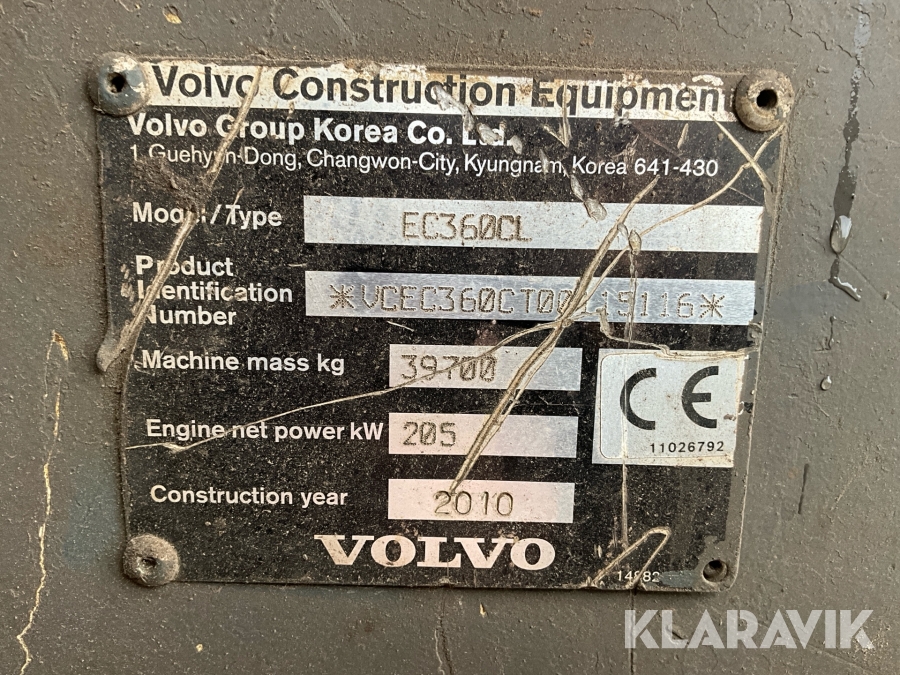 Volvo Construction Equipment
Volvo Group Korea Co. Ltd.
1 Guehyun-Dong, Changwon-City, Kyungnam, Korea 641-430
Model/Type EC360CL
Product
Identification
Number *VCEC360CT00115116*
Machine mass kg 39700
CE
11026792
Engine net power kW 205
Construction year 2010
VOLVO
KLARAVIK